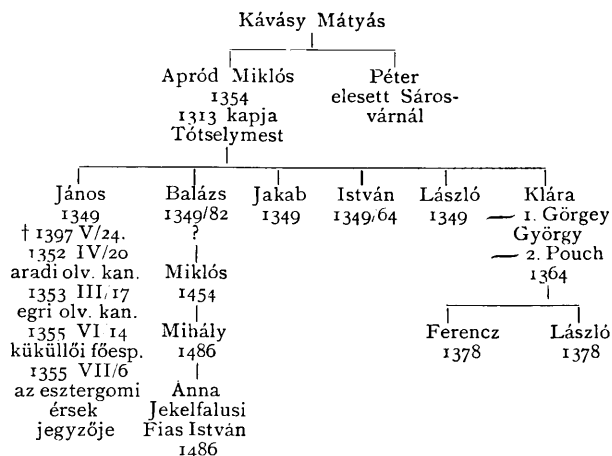 Kávásy Mátyás
Apród Miklós
1354
1313 kapja
Tótselymest
Péter
elesett Sáros-
várnál
János
1349
† 1397 V/24.
1352 IV/20
aradi olv. kan.
1353 III/17
egri olv. kan.
1355 VI/14
küküllői főesp.
1355 VII/6
az esztergomi
érsek
jegyzője
Balázs
1349/82
?
Miklós
1454
Mihály
1486
Anna
Jekelfalusi
Fias István
1486
Jakab
1349
István
1349/64
László
1349
Klára
1. Görgey
György
2. Pouch
1364
Ferencz
1378
László
1378